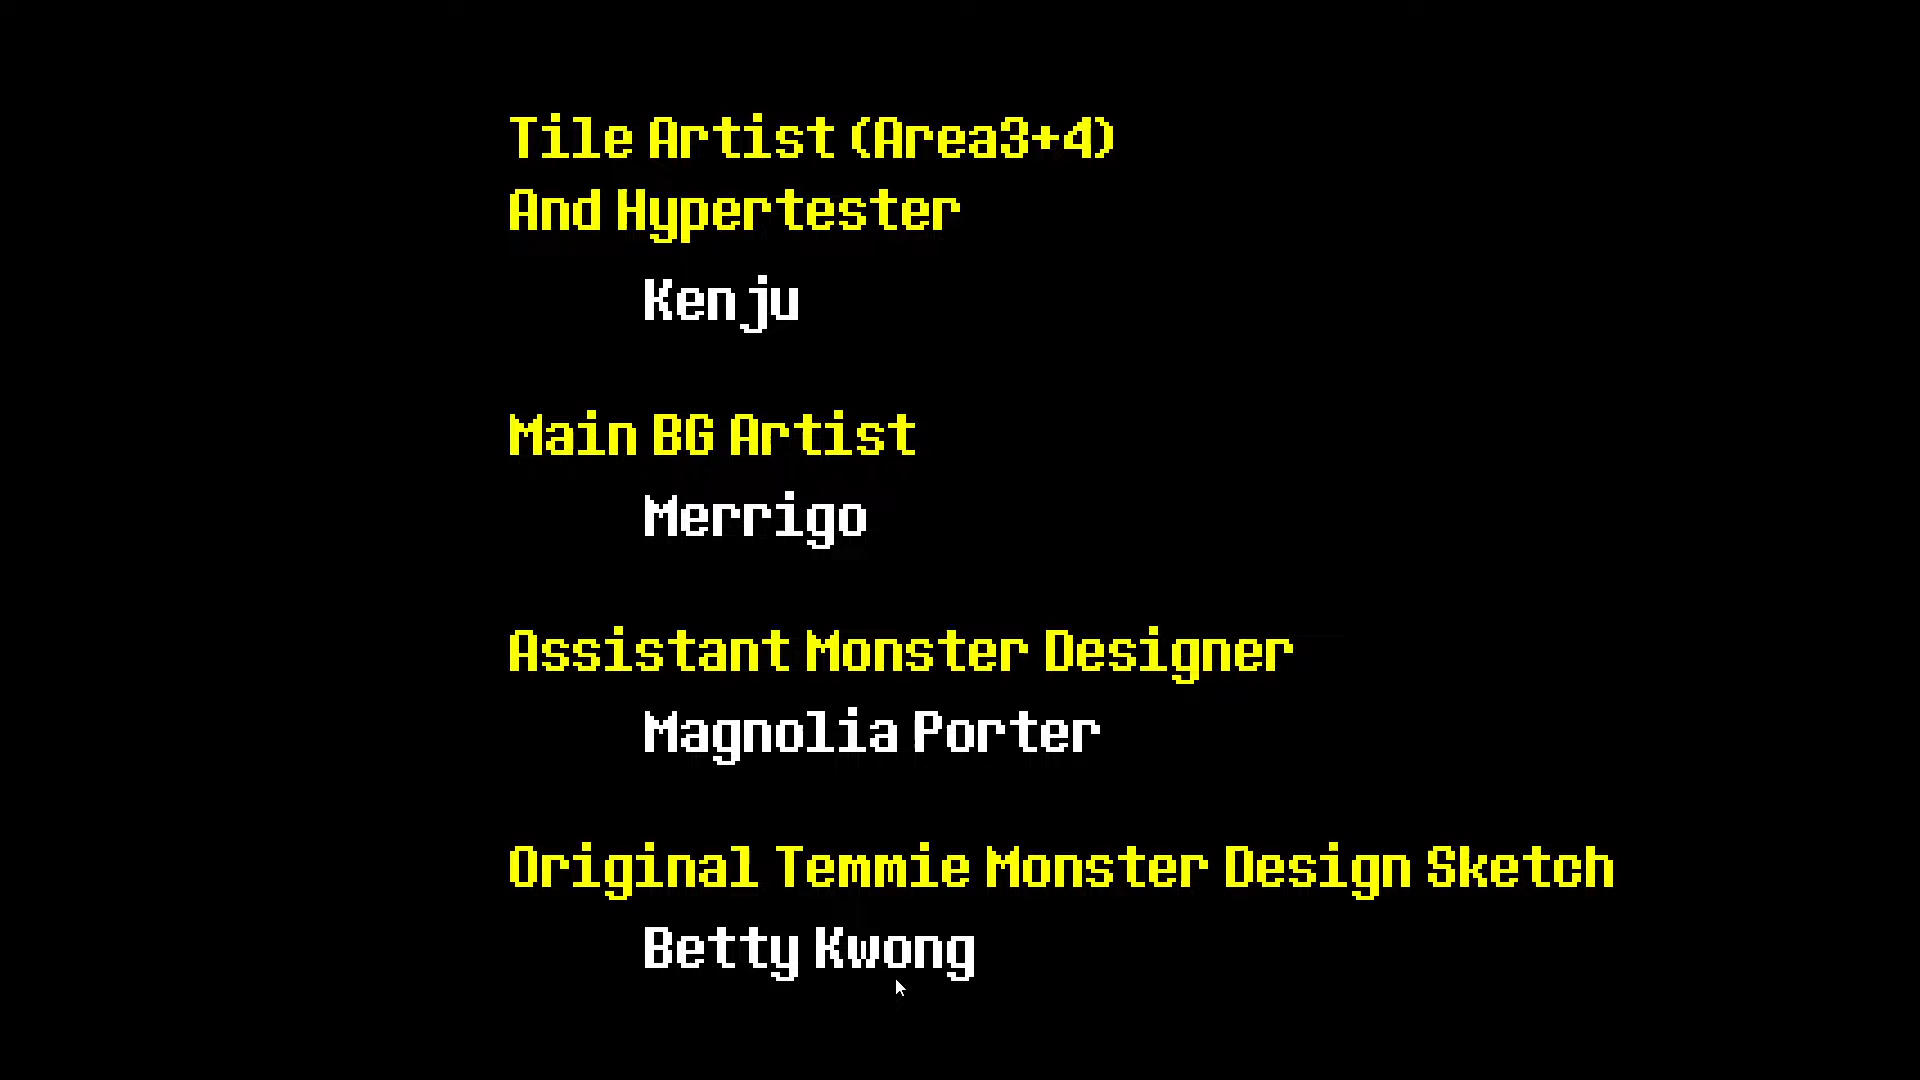 Tile Artist (Area3+4)
And Hypertester
Kenju
Main BG Artist
Merrigo
Assistant Monster Designer
Magnolia Porter
Original Temmie Monster Design Sketch
Betty Kwong